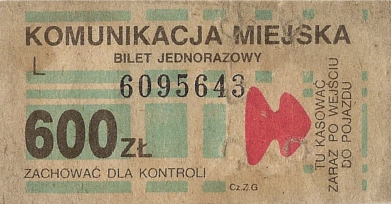 KOMUNIKACJA MIEJSKA
BILET JEDNORAZOWY
L
6095643
600 ZŁ
ZACHOWAĆ DLA KONTROLI
Cz.Z.G
TU KASOWAĆ
ZARAZ PO WEJŚCIU
DO POJAZDU